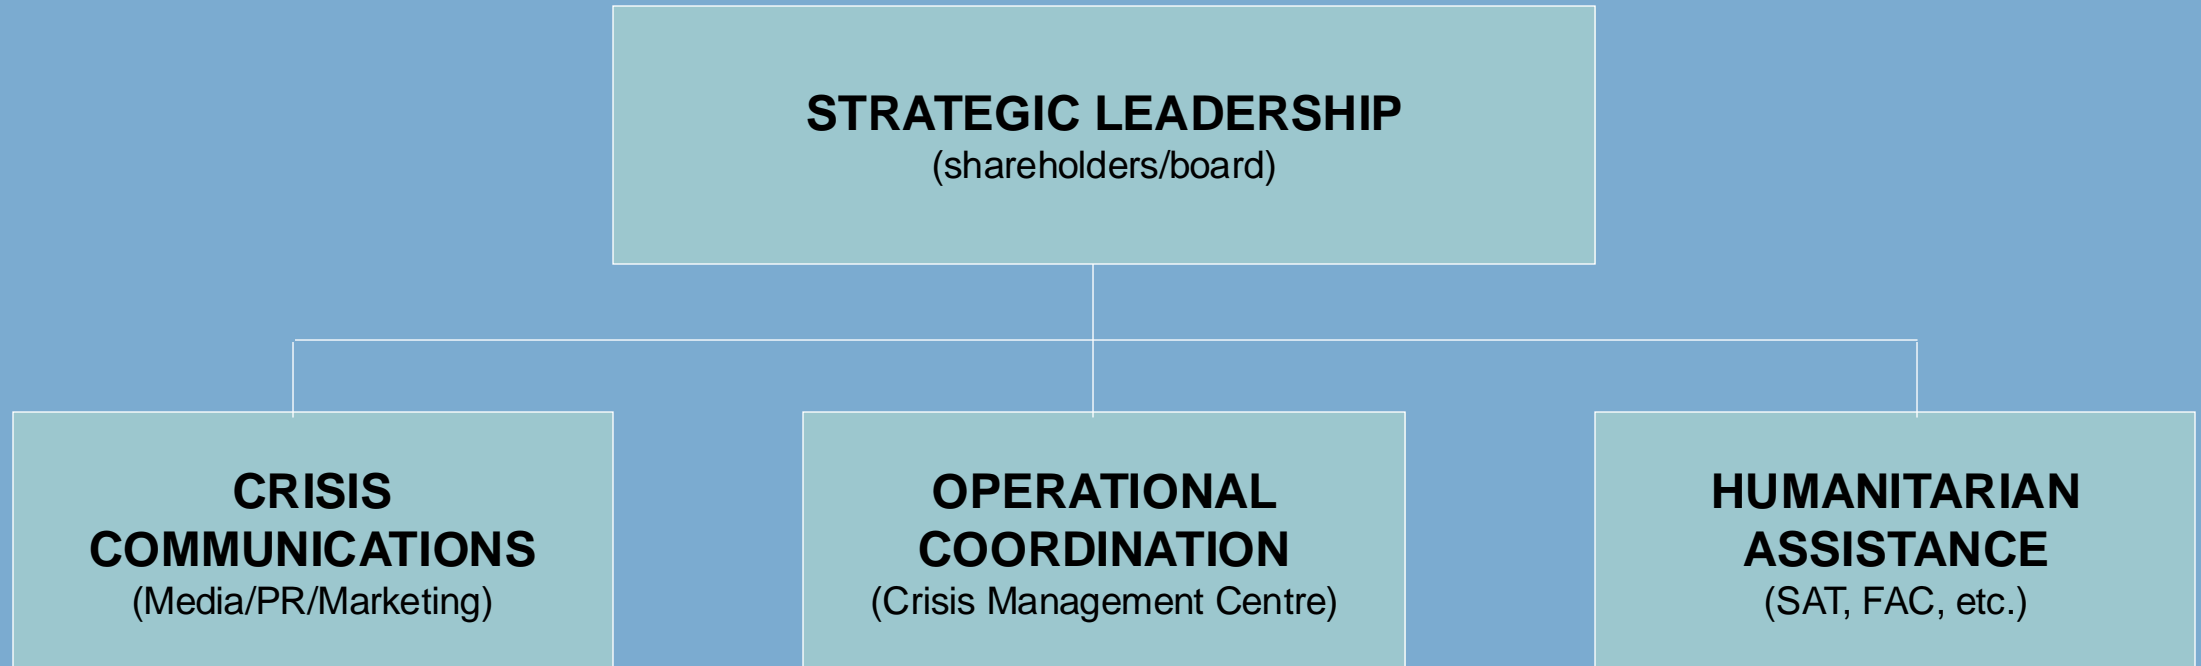 STRATEGIC LEADERSHIP
(shareholders/board)
CRISIS
COMMUNICATIONS
(Media/PR/Marketing)
OPERATIONAL
COORDINATION
(Crisis Management Centre)
HUMANITARIAN
ASSISTANCE
(SAT, FAC, etc.)